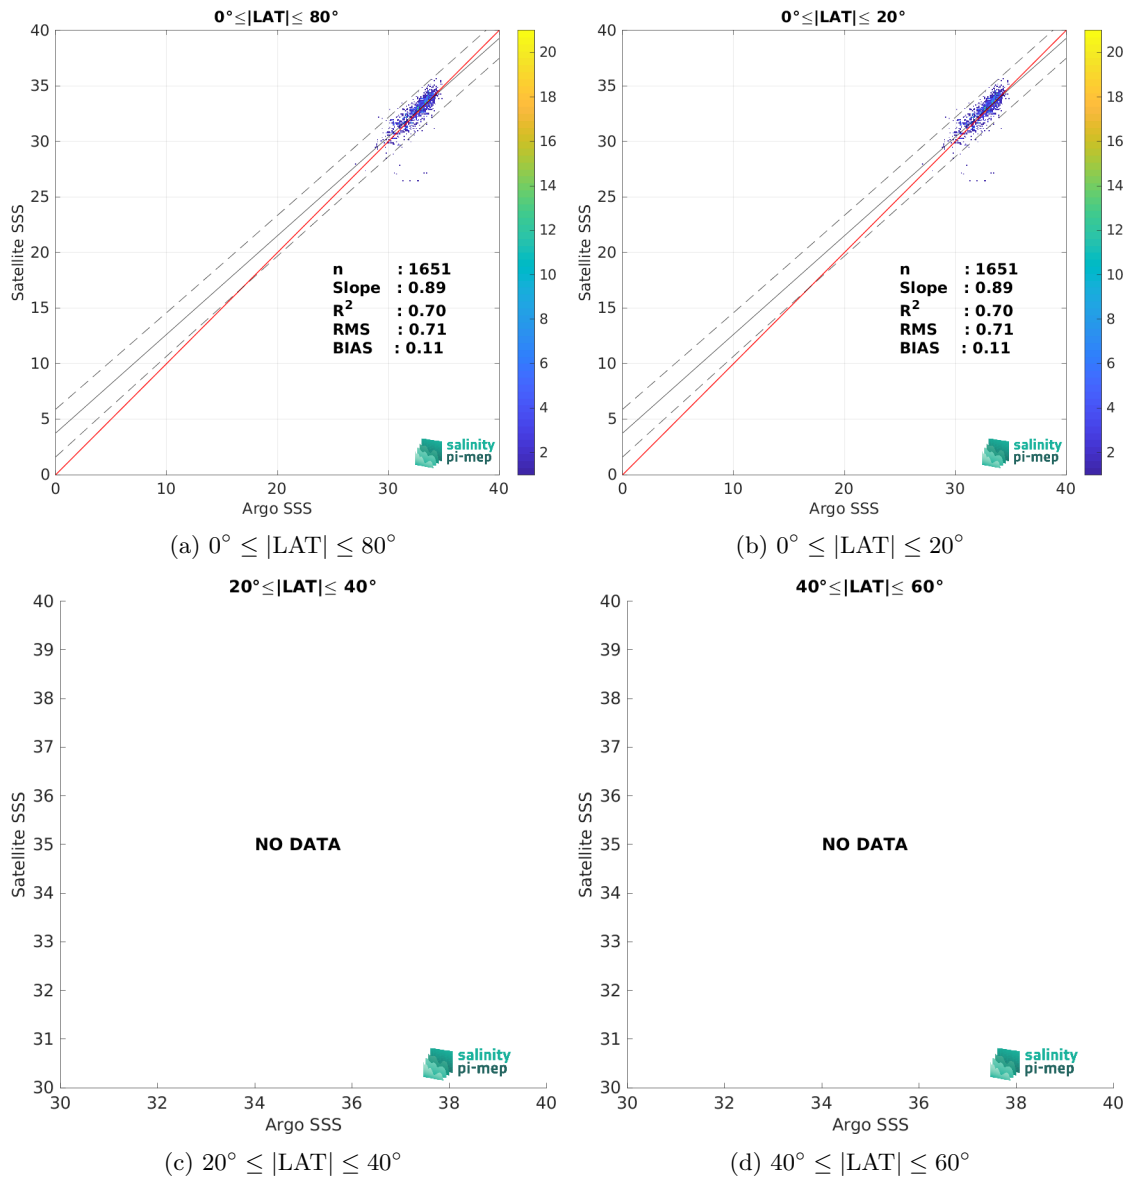 0°≤|LAT|≤ 80°
40
35
30
25
20
15
10
5
0
Satellite SSS
0
10
20
30
40
Argo SSS
n : 1651
Slope : 0.89
R² : 0.70
RMS : 0.71
BIAS : 0.11
salinity
pi-mep
20
18
16
14
12
10
8
6
4
2
(a) 0° ≤ |LAT| ≤ 80°
0°≤|LAT|≤ 20°
40
35
30
25
20
15
10
5
0
Satellite SSS
0
10
20
30
40
Argo SSS
n : 1651
Slope : 0.89
R² : 0.70
RMS : 0.71
BIAS : 0.11
salinity
pi-mep
20
18
16
14
12
10
8
6
4
2
(b) 0° ≤ |LAT| ≤ 20°
20°≤|LAT|≤ 40°
40
39
38
37
36
35
34
33
32
31
30
Satellite SSS
NO DATA
salinity
pi-mep
30
32
34
36
38
40
Argo SSS
(c) 20° ≤ |LAT| ≤ 40°
40°≤|LAT|≤ 60°
40
39
38
37
36
35
34
33
32
31
30
Satellite SSS
NO DATA
salinity
pi-mep
30
32
34
36
38
40
Argo SSS
(d) 40° ≤ |LAT| ≤ 60°